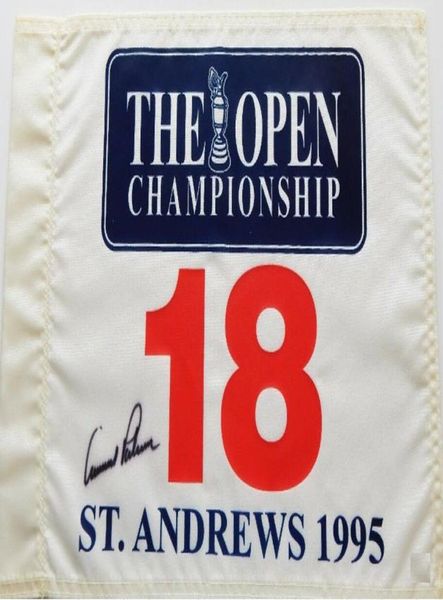 THE OPEN
CHAMPIONSHIP
18
Arnold Palmer
ST. ANDREWS 1995